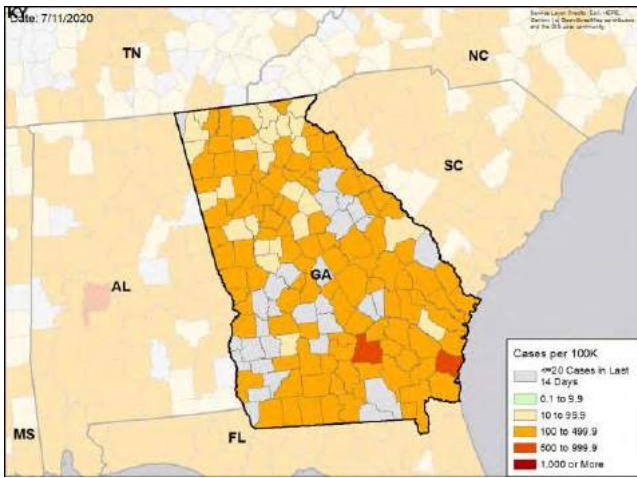 KY
Date: 7/11/2020
TN
NC
SC
GA
AL
MS
FL
Cases per 100K
<=20 Cases in Last
14 Days
0.1 to 9.9
10 to 99.9
100 to 499.9
500 to 999.9
1,000 or More